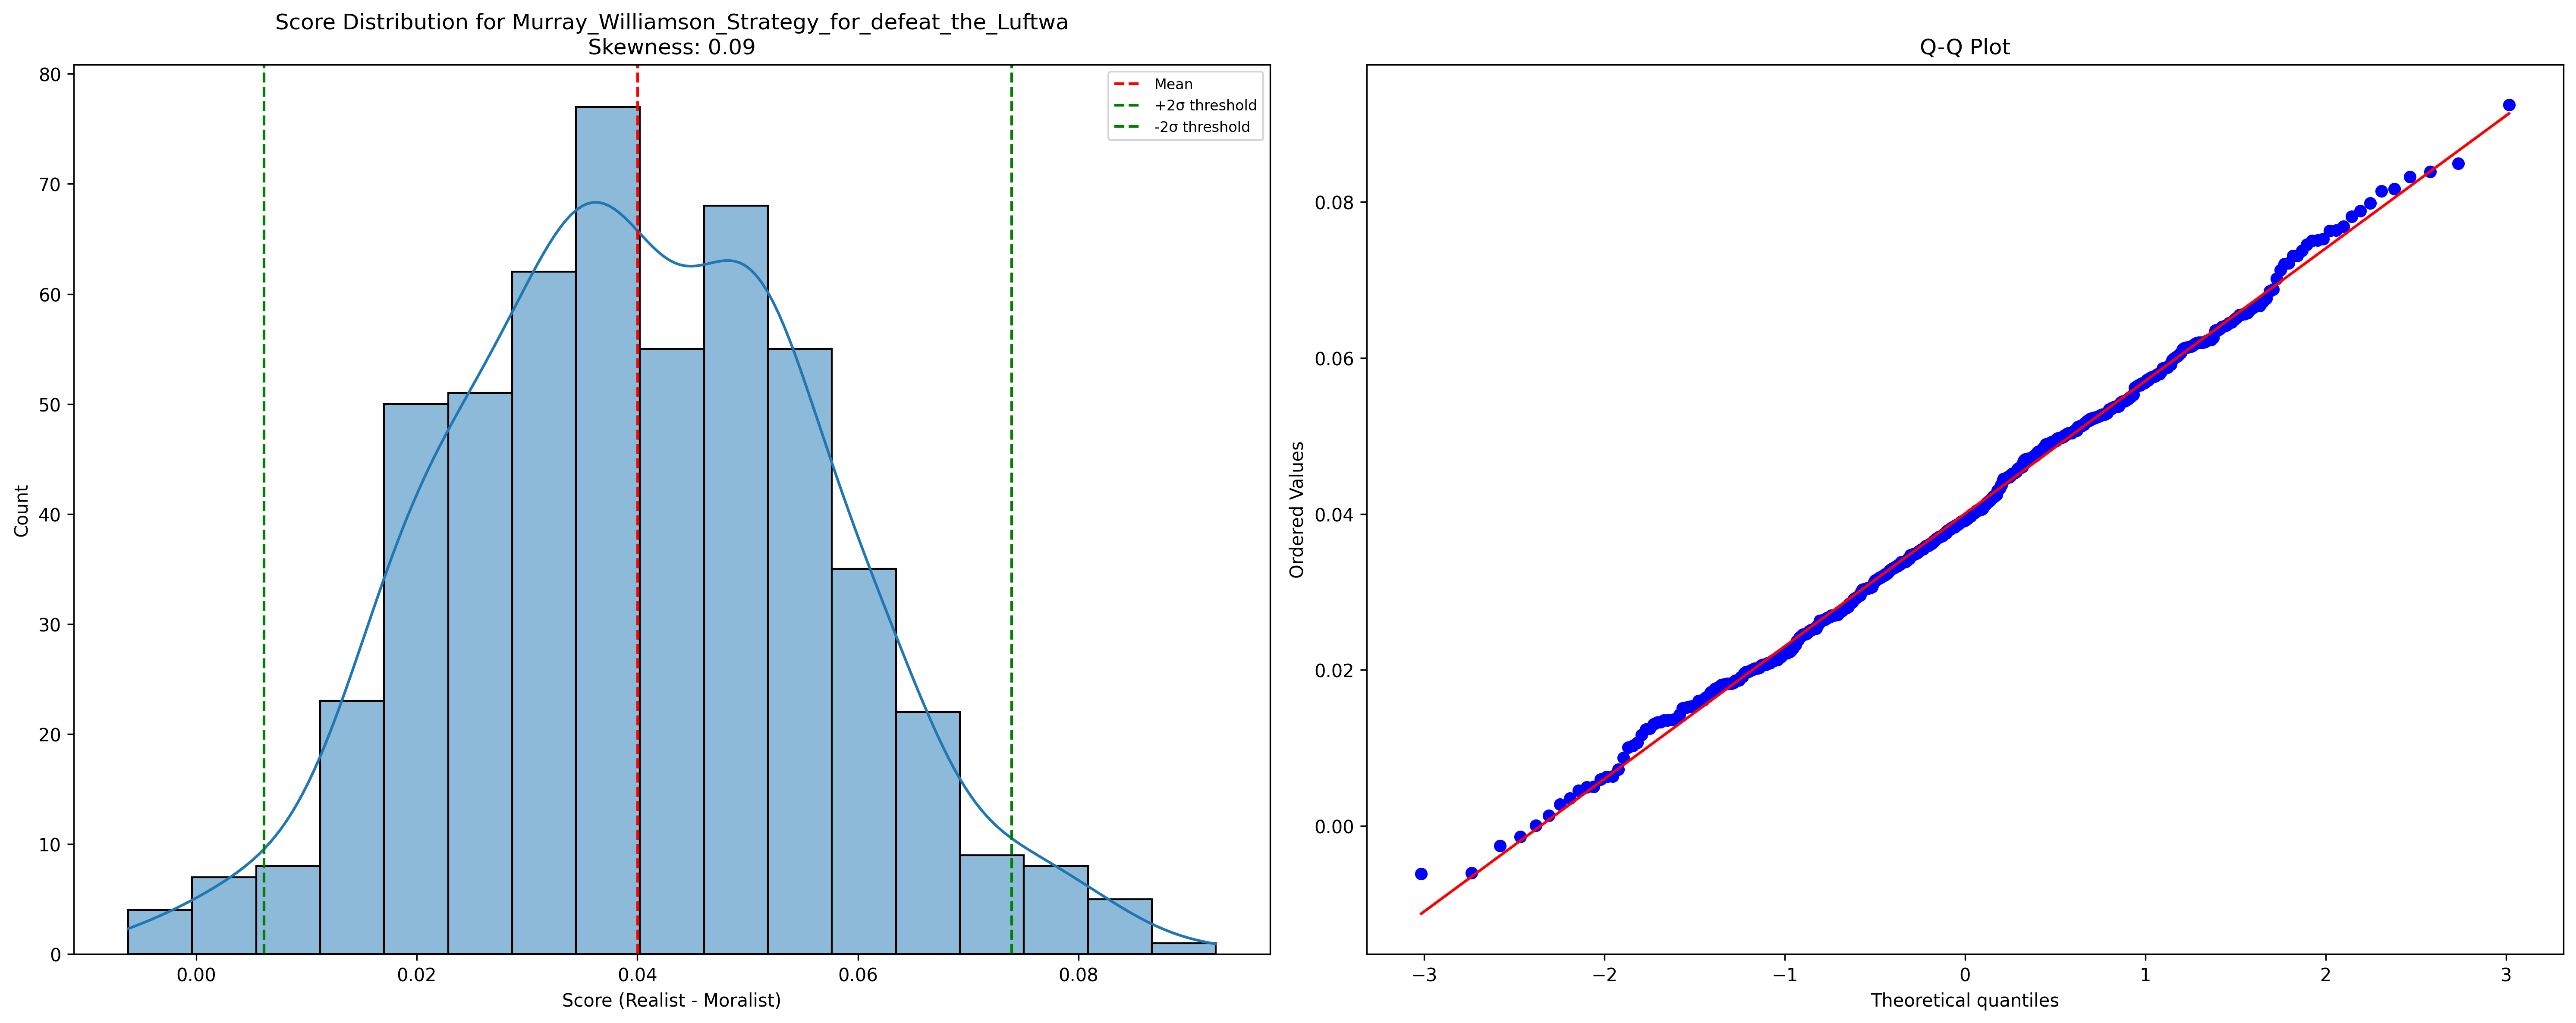 Score Distribution for Murray_Williamson_Strategy_for_defeat_the_Luftwa
Skewness: 0.09
Mean
+2σ threshold
-2σ threshold
80
70
60
50
40
30
20
10
0
Count
0.00 0.02 0.04 0.06 0.08
Score (Realist - Moralist)
Q-Q Plot
0.08
0.06
0.04
0.02
0.00
Ordered Values
−3 −2 −1 0 1 2 3
Theoretical quantiles